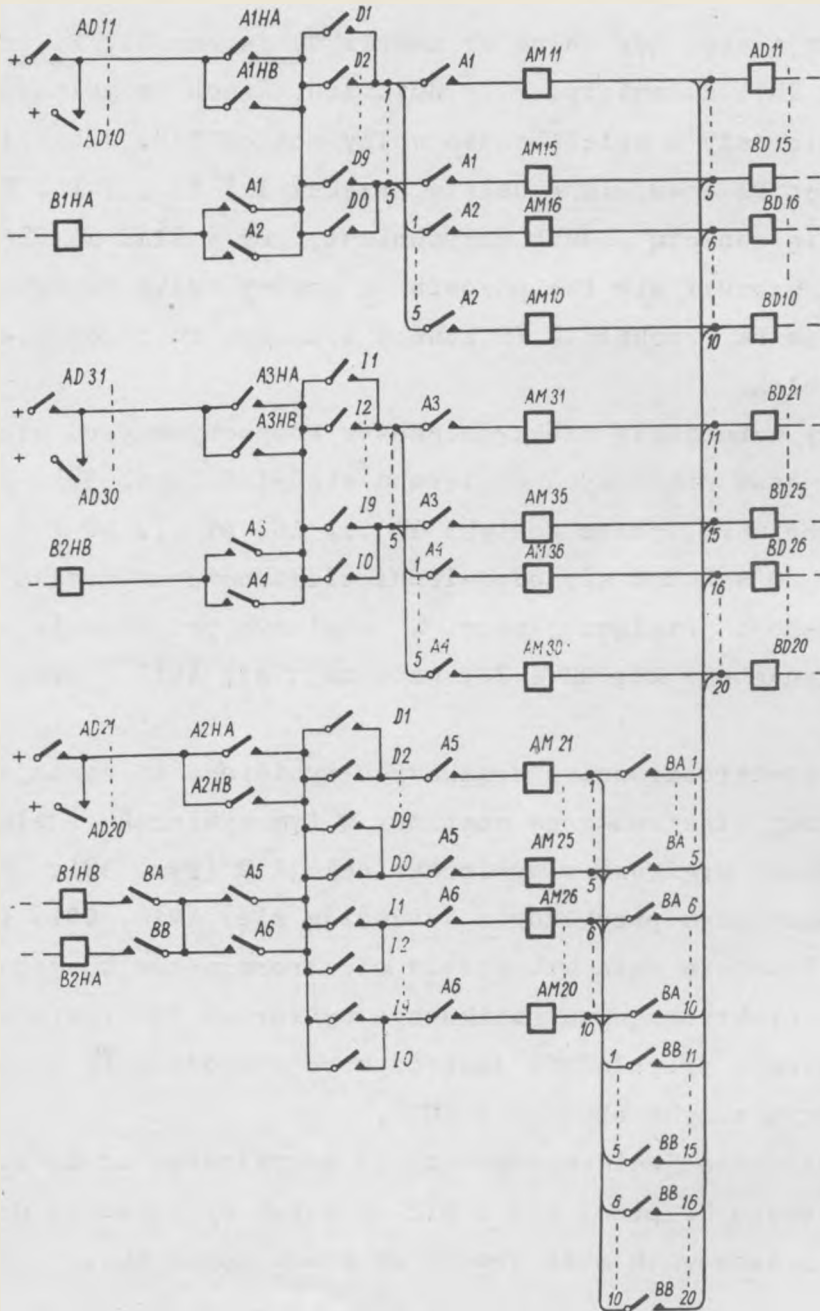 AD11 A1HA D1 AD11
+ D2 A1 AM11 1
A1HB
+ AD10 D9 A1 AM15 BD15
B1HA A1 D0 5 A2 AM16 5 BD16
- A2 1 6
5 A2 AM10 BD10
10
AD31 A3HA I1
+ I2 A3 AM31 BD21
A3HB 11
+ AD30 I9 A3 AM35 BD25
B2HB A3 I0 5 A4 AM36 15 BD26
- A4 1 16
5 A4 AM30 BD20
20
AD21 A2HA D1
+ D2 A5 AM21 BA 1
A2HB 1
+ AD20 D9 A5 AM25 BA 5
B1HB BA A5 D0 5
- I1 A6 AM26 BA 6
BB A6 6
- I2
B2HA I9 A6 AM20 BA 10
10
I0 1 BB 11
5 BB 15
6 BB 16
10 BB 20